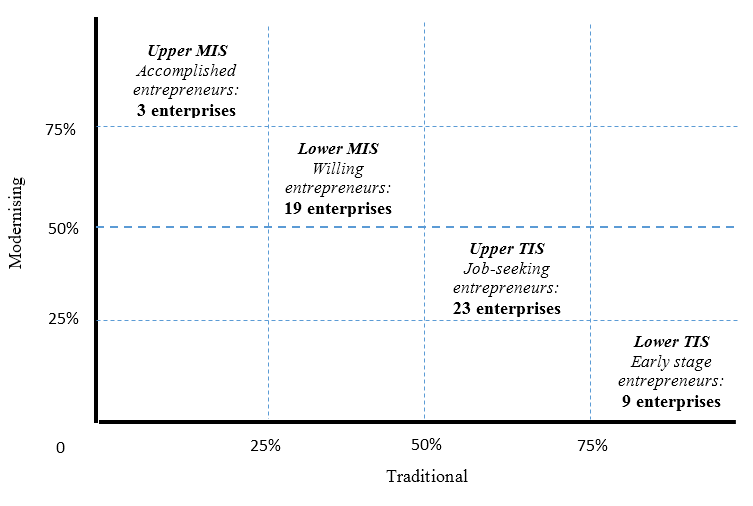 Upper MIS
Accomplished
entrepreneurs:
3 enterprises
75%
Lower MIS
Willing
entrepreneurs:
19 enterprises
Modernising
50%
Upper TIS
Job-seeking
entrepreneurs:
23 enterprises
25%
Lower TIS
Early stage
entrepreneurs:
9 enterprises
0
25%
50%
75%
Traditional